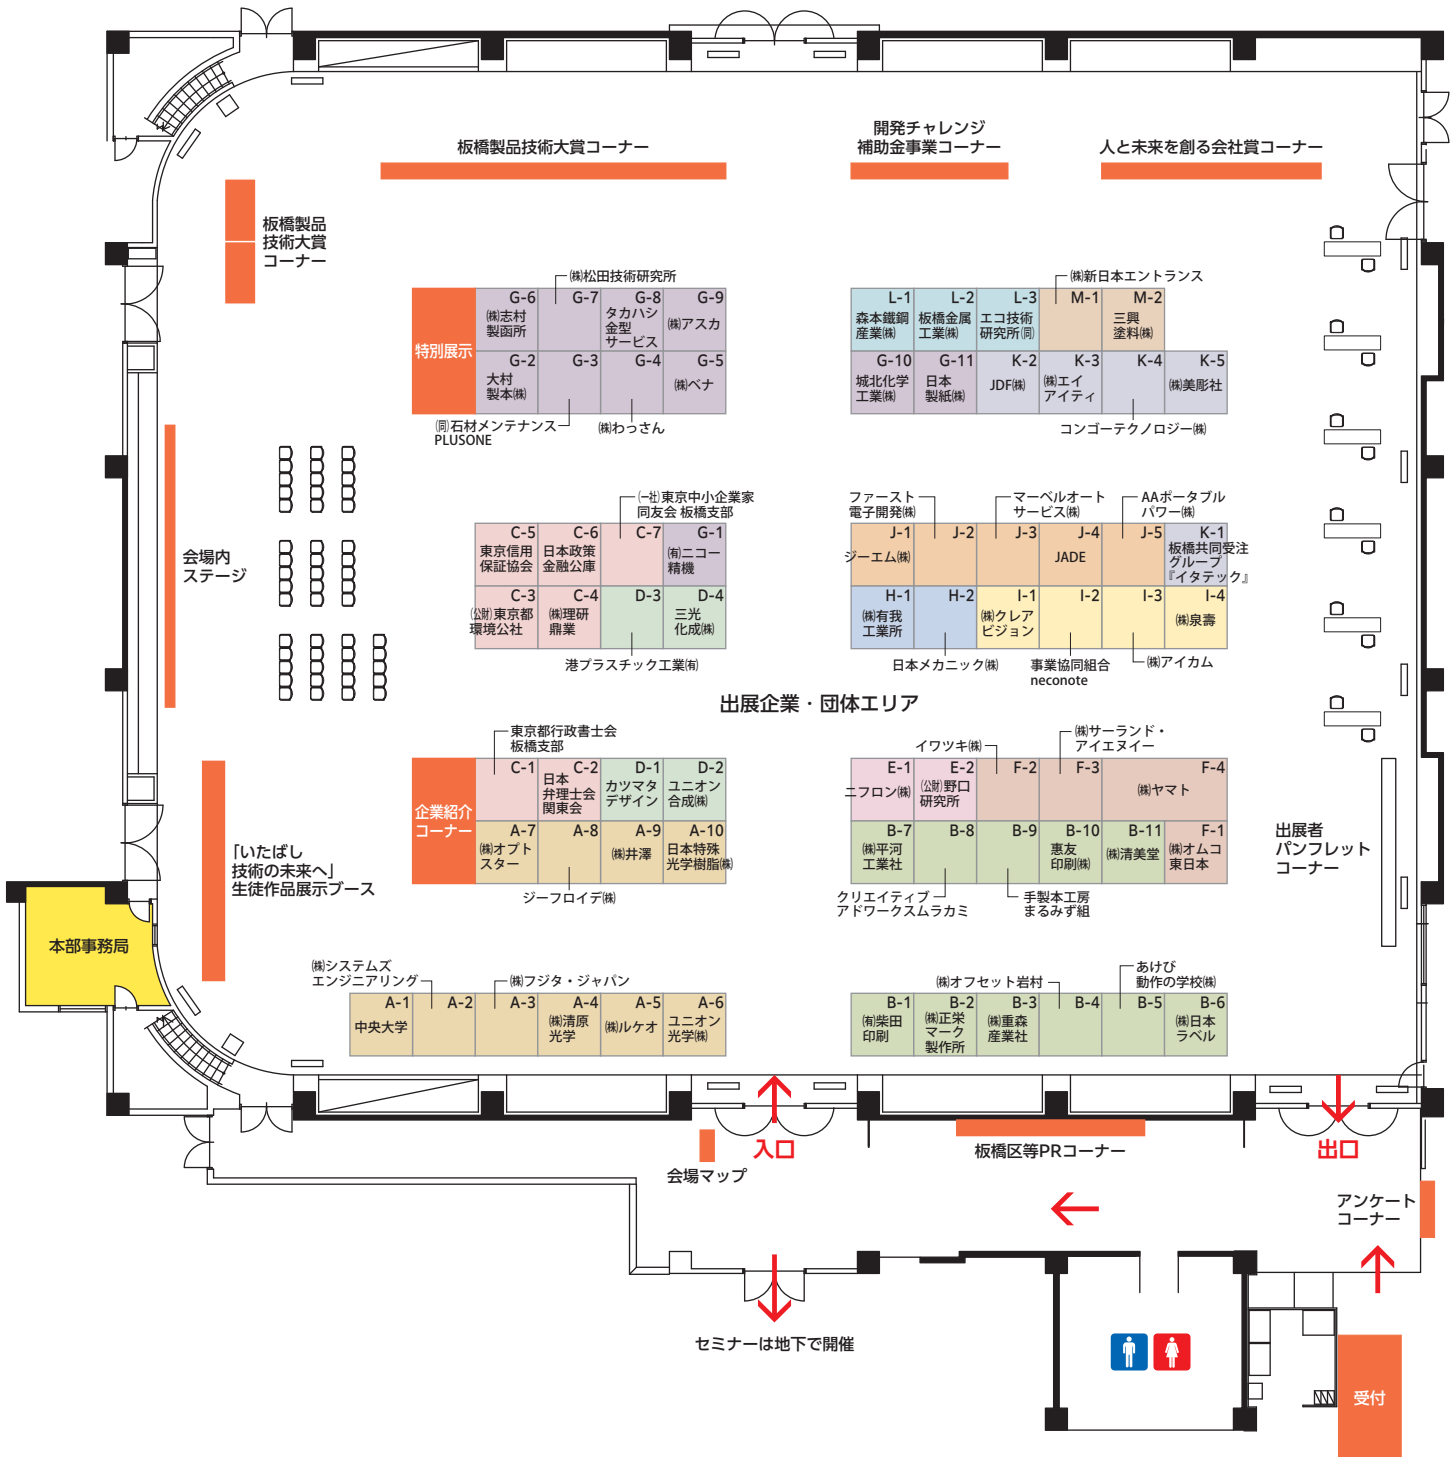 開発チャレンジ
補助金事業コーナー
板橋製品技術大賞コーナー
人と未来を創る会社賞コーナー
板橋製品
技術大賞
コーナー
㈱松田技術研究所
㈱新日本エントランス
特別展示
G-6
㈱志村
製函所
G-7
G-8
タカハシ
金型
サービス
G-9
㈱アスカ
G-2
大村
製本㈱
G-3
G-4
G-5
㈱ベナ
㈲石材メンテナンス
PLUSONE
㈱わっさん
L-1
森本鐵鋼
産業㈱
L-2
板橋金属
工業㈱
L-3
エコ技術
研究所㈲
M-1
M-2
三興
塗料㈱
G-10
城北化学
工業㈱
G-11
日本
製紙㈱
K-2
JDF㈱
K-3
㈱エイ
アイティ
K-4
K-5
㈱美彫社
コンゴーテクノロジー㈱
会場内
ステージ
(一社)東京中小企業家
同友会 板橋支部
C-5
東京信用
保証協会
C-6
日本政策
金融公庫
C-7
G-1
㈲ニコー
精機
C-3
(公財)東京都
環境公社
C-4
㈱理研
鼎業
D-3
D-4
三光
化成㈱
港プラスチック工業㈲
ファースト
電子開発㈱
マーベルオート
サービス㈱
AAポータブル
パワー㈱
J-1
ジーエム㈱
J-2
J-3
J-4
JADE
J-5
K-1
板橋共同受注
グループ
『イタテック』
H-1
㈱有我
工業所
H-2
I-1
㈱クレア
ビジョン
I-2
I-3
I-4
㈱泉壽
日本メカニック㈱
事業協同組合
neconote
㈱アイカム
出展企業・団体エリア
東京都行政書士会
板橋支部
企業紹介
コーナー
C-1
C-2
日本
弁理士会
関東会
D-1
カツマタ
デザイン
D-2
ユニオン
合成㈱
A-7
㈱オプト
スター
A-8
A-9
㈱井澤
A-10
日本特殊
光学樹脂㈱
ジーフロイデ㈱
イワツキ㈱
㈱サーランド・
アイエヌイー
E-1
ニフロン㈱
E-2
(公財)野口
研究所
F-2
F-3
F-4
㈱ヤマト
B-7
㈱平河
工業社
B-8
B-9
B-10
惠友
印刷㈱
B-11
㈱清美堂
F-1
㈱オムコ
東日本
クリエイティブ
アドワークスムラカミ
手製本工房
まるみず組
出展者
パンフレット
コーナー
「いたばし
技術の未来へ」
生徒作品展示ブース
本部事務局
㈱システムズ
エンジニアリング
㈱フジタ・ジャパン
A-1
中央大学
A-2
A-3
A-4
㈱清原
光学
A-5
㈱ルケオ
A-6
ユニオン
光学㈱
㈱オフセット岩村
あけび
動作の学校㈱
B-1
㈲柴田
印刷
B-2
㈱正栄
マーク
製作所
B-3
㈱重森
産業社
B-4
B-5
B-6
㈱日本
ラベル
入口
出口
会場マップ
板橋区等PRコーナー
アンケート
コーナー
セミナーは地下で開催
受付